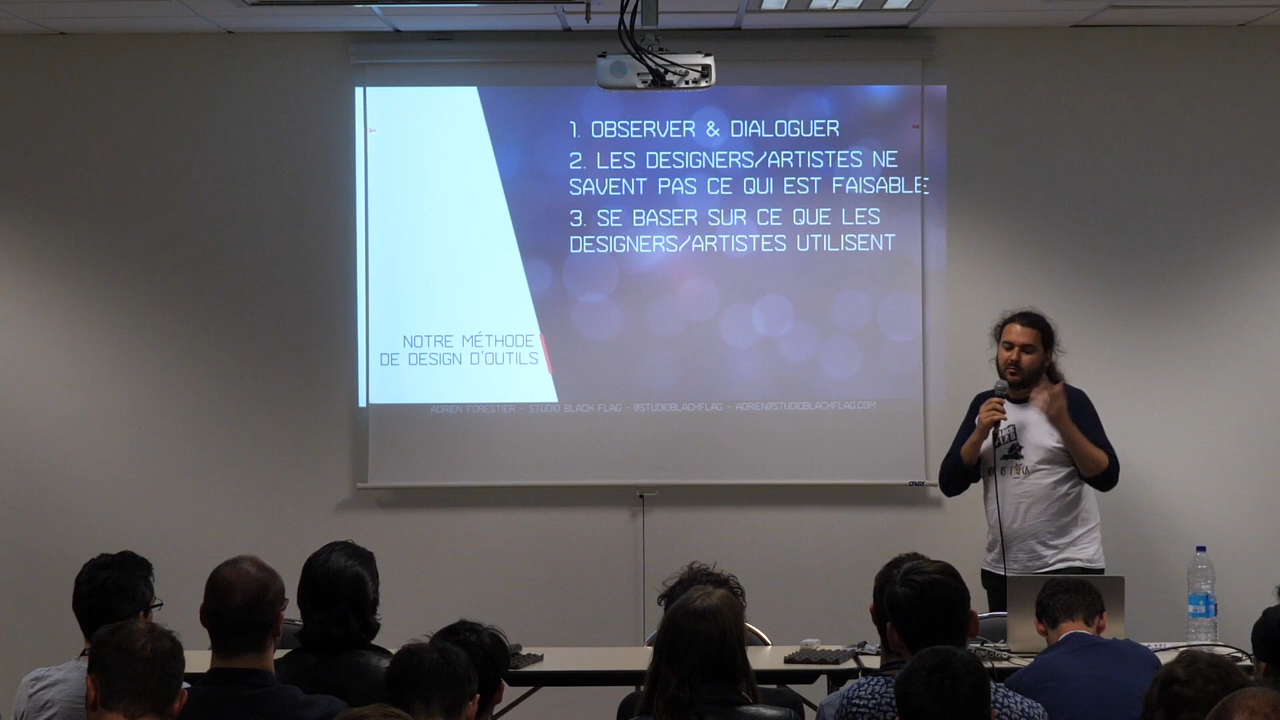 1. OBSERVER & DIALOGUER
2. LES DESIGNERS/ARTISTES NE
SAVENT PAS CE QUI EST FAISABLE
3. SE BASER SUR CE QUE LES
DESIGNERS/ARTISTES UTILISENT
NOTRE MÉTHODE
DE DESIGN D'OUTILS
ADRIEN FORESTIER - STUDIO BLACK FLAG - @STUDIOBLACKFLAG - ADRIEN@STUDIOBLACKFLAG.COM